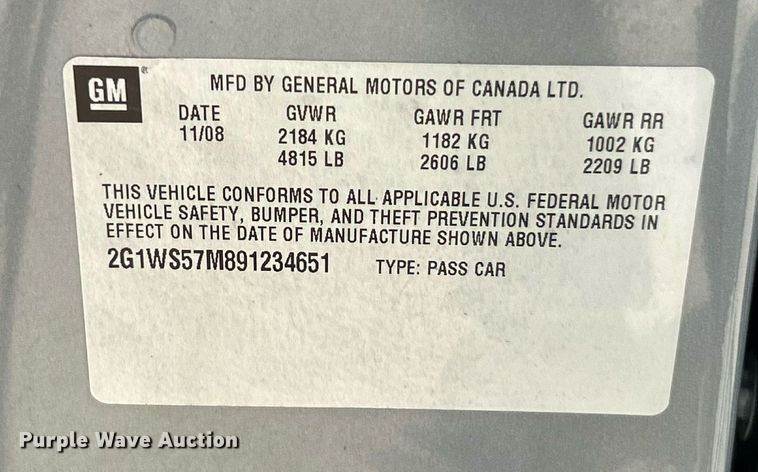 GM® MFD BY GENERAL MOTORS OF CANADA LTD.
DATE GVWR GAWR FRT GAWR RR
11/08 2184 KG 1182 KG 1002 KG
4815 LB 2606 LB 2209 LB
THIS VEHICLE CONFORMS TO ALL APPLICABLE U.S. FEDERAL MOTOR
VEHICLE SAFETY, BUMPER, AND THEFT PREVENTION STANDARDS IN
EFFECT ON THE DATE OF MANUFACTURE SHOWN ABOVE.
2G1WS57M891234651 TYPE: PASS CAR
Purple Wave Auction